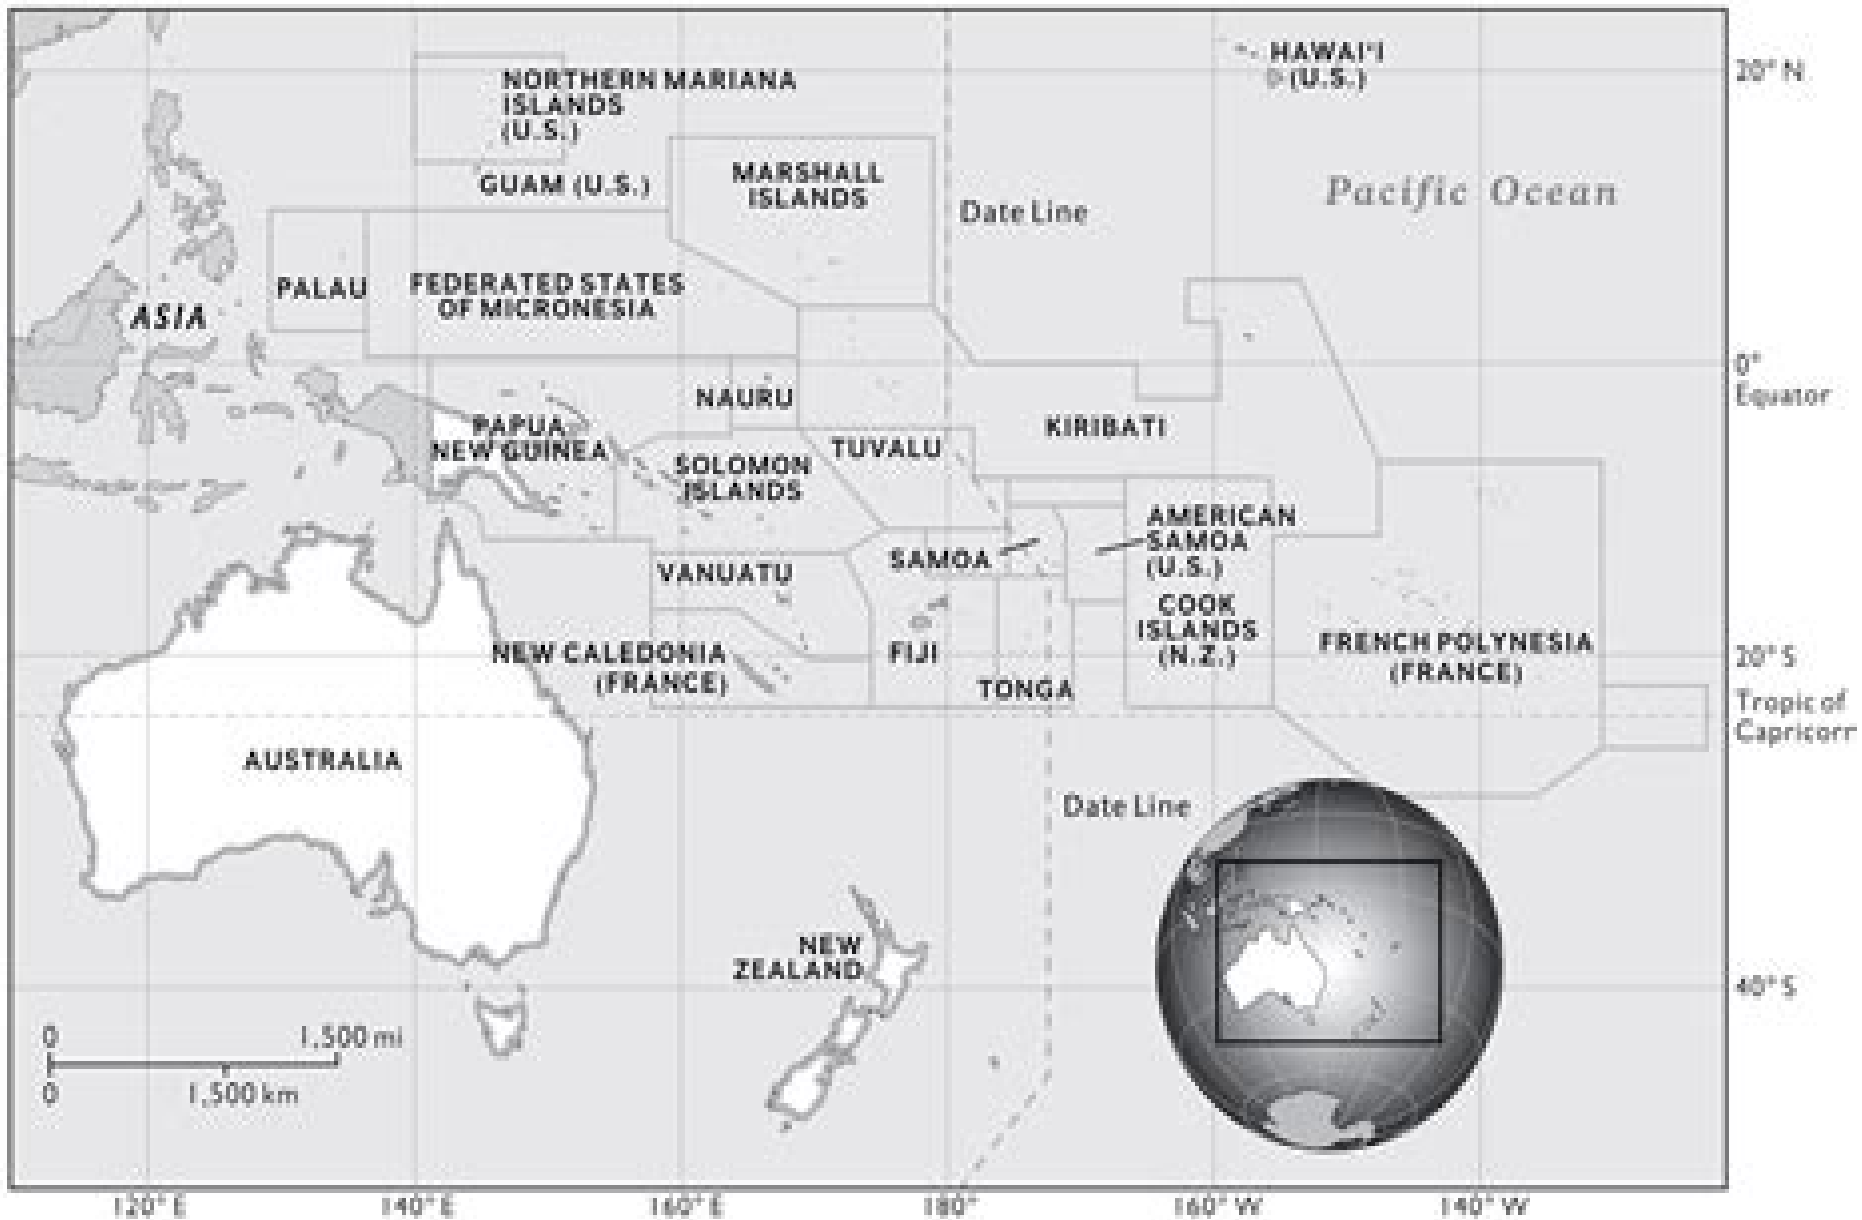 HAWAIʻI
(U.S.)
20° N
NORTHERN MARIANA
ISLANDS
(U.S.)
GUAM (U.S.)
MARSHALL
ISLANDS
Pacific Ocean
Date Line
PALAU
FEDERATED STATES
OF MICRONESIA
ASIA
0°
Equator
NAURU
PAPUA
NEW GUINEA
KIRIBATI
TUVALU
SOLOMON
ISLANDS
AMERICAN
SAMOA
(U.S.)
SAMOA
VANUATU
COOK
ISLANDS
(N.Z.)
FRENCH POLYNESIA
(FRANCE)
NEW CALEDONIA
(FRANCE)
FIJI
20° S
TONGA
Tropic of
Capricorn
AUSTRALIA
Date Line
NEW
ZEALAND
40° S
0 1,500 mi
0 1,500 km
120° E 140° E 160° E 180° 160° W 140° W